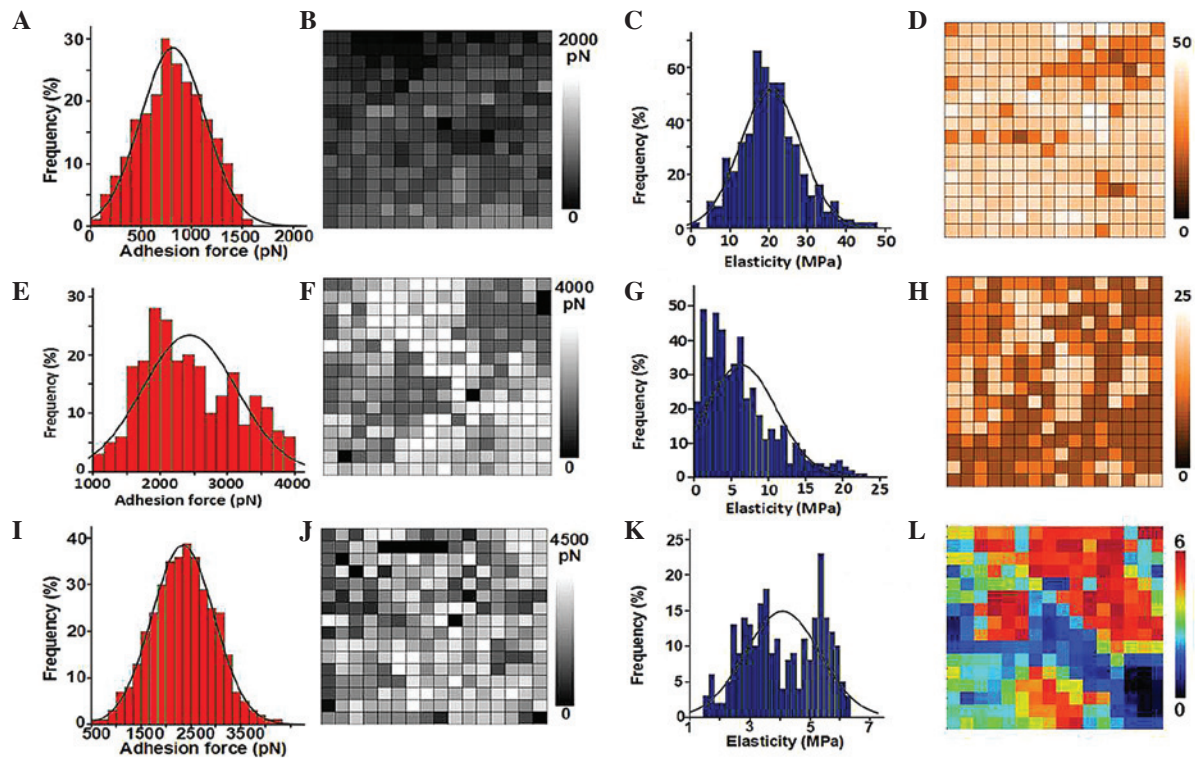 A
Frequency (%)
30
20
10
0
0 500 1000 1500 2000
Adhesion force (pN)
B
2000
pN
0
C
Frequency (%)
60
40
20
0
0 10 20 30 40 50
Elasticity (MPa)
D
50
0
E
Frequency (%)
30
20
10
0
1000 2000 3000 4000
Adhesion force (pN)
F
4000
pN
0
G
Frequency (%)
50
40
30
20
10
0
0 5 10 15 20 25
Elasticity (MPa)
H
25
0
I
Frequency (%)
40
30
20
10
0
500 1500 2500 3500
Adhesion force (pN)
J
4500
pN
0
K
Frequency (%)
25
20
15
10
5
0
1 3 5 7
Elasticity (MPa)
L
6
0